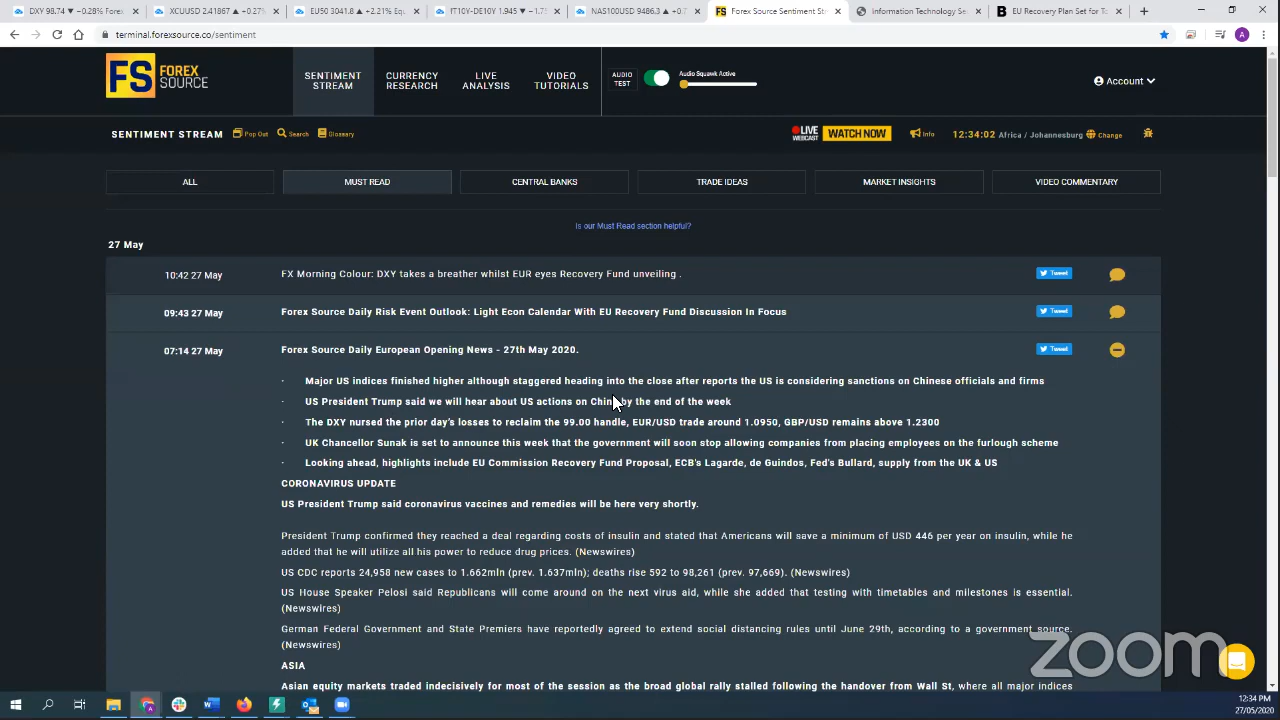 DXY 98.74 ▼ −0.28% Forex
XCUUSD 2.41867 ▲ +0.27%
EU50 3041.8 ▲ +2.21% Equ
fT10Y-DE10Y 1.945 ▼ −1.75
NAS100USD 9486.3 ▲ +0.7
Forex Source Sentiment Str
Information Technology Se
EU Recovery Plan Set for To
terminal.forexsource.co/sentiment
FS FOREX SOURCE
SENTIMENT STREAM
CURRENCY RESEARCH
LIVE ANALYSIS
VIDEO TUTORIALS
AUDIO TEST
Audio Squawk Active
Account
SENTIMENT STREAM Pop Out Search Glossary
LIVE WEBCAST WATCH NOW Info 12:34:02 Africa / Johannesburg Change
ALL MUST READ CENTRAL BANKS TRADE IDEAS MARKET INSIGHTS VIDEO COMMENTARY
Is our Must Read section helpful?
27 May
10:42 27 May FX Morning Colour: DXY takes a breather whilst EUR eyes Recovery Fund unveiling . Tweet
09:43 27 May Forex Source Daily Risk Event Outlook: Light Econ Calendar With EU Recovery Fund Discussion In Focus Tweet
07:14 27 May Forex Source Daily European Opening News - 27th May 2020. Tweet
· Major US indices finished higher although staggered heading into the close after reports the US is considering sanctions on Chinese officials and firms
· US President Trump said we will hear about US actions on China by the end of the week
· The DXY nursed the prior day's losses to reclaim the 99.00 handle, EUR/USD trade around 1.0950, GBP/USD remains above 1.2300
· UK Chancellor Sunak is set to announce this week that the government will soon stop allowing companies from placing employees on the furlough scheme
· Looking ahead, highlights include EU Commission Recovery Fund Proposal, ECB's Lagarde, de Guindos, Fed's Bullard, supply from the UK & US
CORONAVIRUS UPDATE
US President Trump said coronavirus vaccines and remedies will be here very shortly.
President Trump confirmed they reached a deal regarding costs of insulin and stated that Americans will save a minimum of USD 446 per year on insulin, while he
added that he will utilize all his power to reduce drug prices. (Newswires)
US CDC reports 24,958 new cases to 1.662mln (prev. 1.637mln); deaths rise 592 to 98,261 (prev. 97,669). (Newswires)
US House Speaker Pelosi said Republicans will come around on the next virus aid, while she added that testing with timetables and milestones is essential.
(Newswires)
German Federal Government and State Premiers have reportedly agreed to extend social distancing rules until June 29th, according to a government source.
(Newswires)
ASIA
Asian equity markets traded indecisively for most of the session as the broad global rally stalled following the handover from Wall St, where all major indices
zoom
12:34 PM
27/05/2020